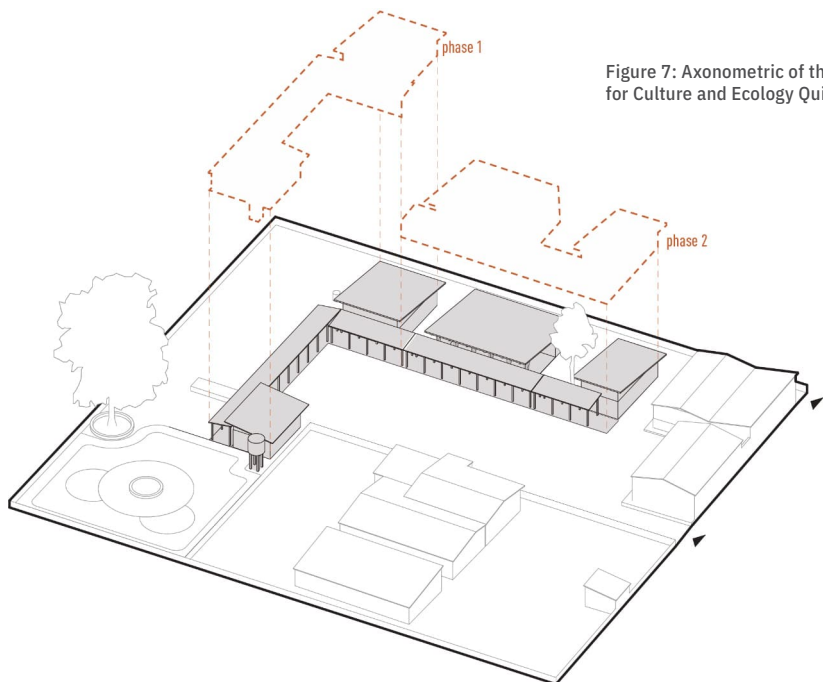 phase 1
Figure 7: Axonometric of th
for Culture and Ecology Qui
phase 2